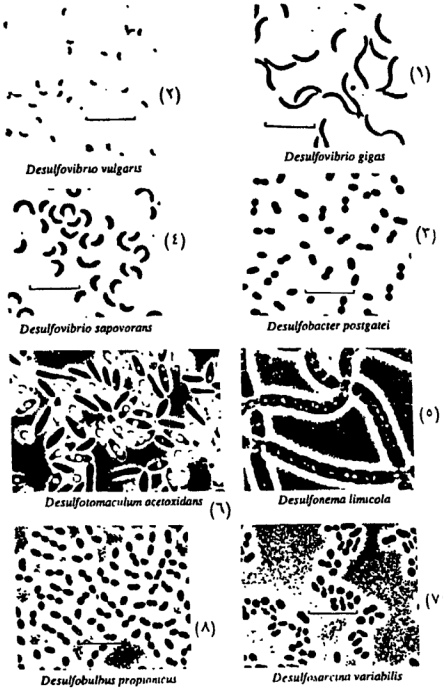 (٢)
Desulfovibrio vulgaris
(١)
Desulfovibrio gigas
(٤)
Desulfovibrio sapovorans
(٣)
Desulfobacter postgatei
(٦)
Desulfotomaculum acetoxidans
(٥)
Desulfonema limicola
(٨)
Desulfobulbus propionicus
(٧)
Desulfosarcina variabilis